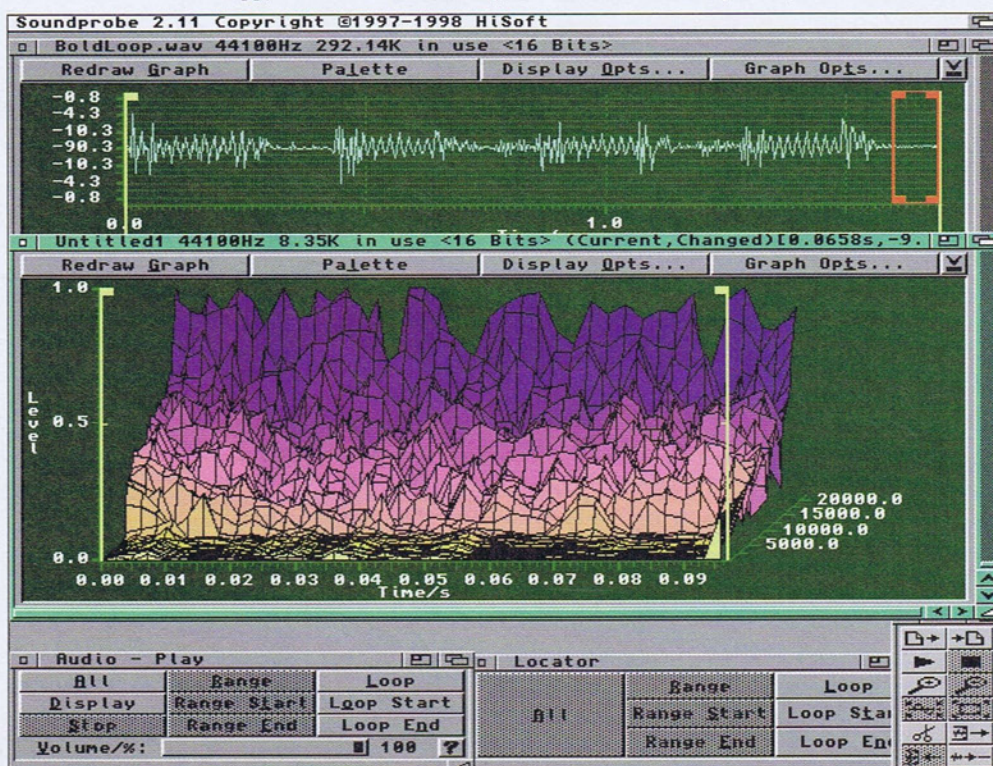 Soundprobe 2.11 Copyright ©1997-1998 HiSoft
BoldLoop.wav 44100Hz 292.14K in use <16 Bits>
Redraw Graph Palette Display Opts... Graph Opts...
-0.8
-4.3
-10.3
-90.3
-10.3
-4.3
-0.8
0.0 1.0
Untitled1 44100Hz 8.35K in use <16 Bits> (Current,Changed)[0.0658s,-9.
Redraw Graph Palette Display Opts... Graph Opts...
1.0
Level
0.5
0.0
20000.0
15000.0
10000.0
5000.0
0.00 0.01 0.02 0.03 0.04 0.05 0.06 0.07 0.08 0.09
Time/s
Audio - Play
All Range Loop
Display Range Start Loop Start
Stop Range End Loop End
Volume/%: 100 ?
Locator
All
Range Loop
Range Start Loop Star
Range End Loop En